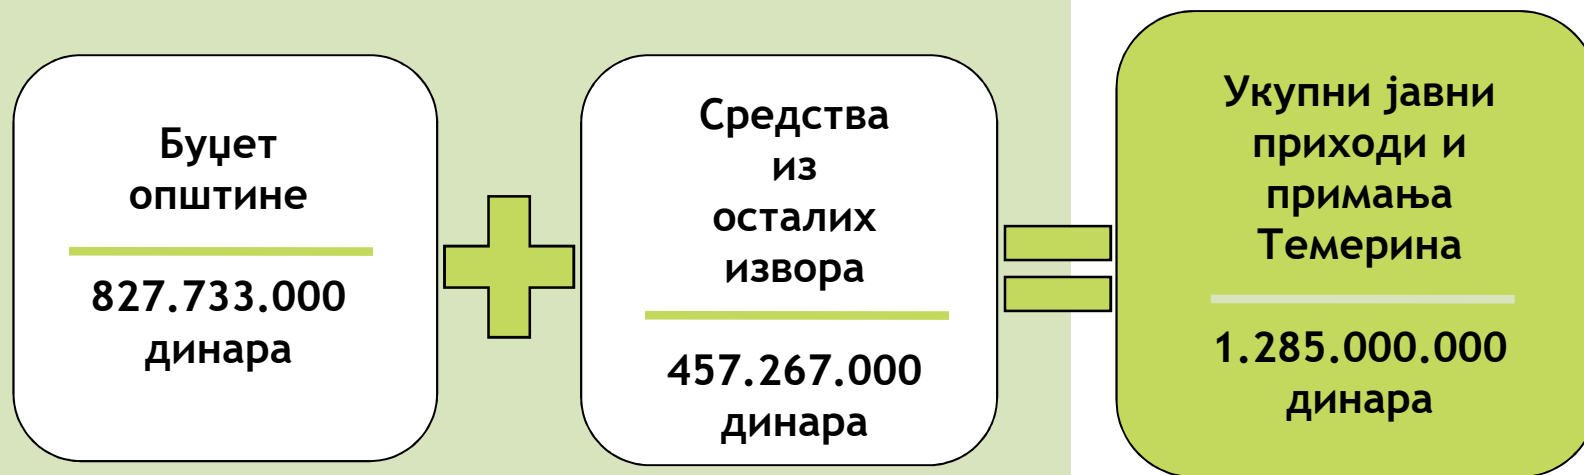 Буџет
општине
827.733.000
динара
Средства
из
осталих
извора
457.267.000
динара
Укупни јавни
приходи и
примања
Темерина
1.285.000.000
динара